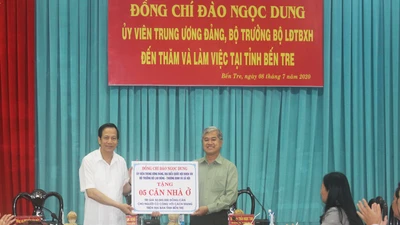 ĐỒNG CHÍ ĐÀO NGỌC DUNG
ỦY VIÊN TRUNG ƯƠNG ĐẢNG, BỘ TRƯỞNG BỘ LĐTBXH
ĐẾN THĂM VÀ LÀM VIỆC TẠI TỈNH BẾN TRE
Bến Tre, ngày 08 tháng 7 năm 2020
ĐỒNG CHÍ ĐÀO NGỌC DUNG
TẶNG
05 CĂN NHÀ Ở